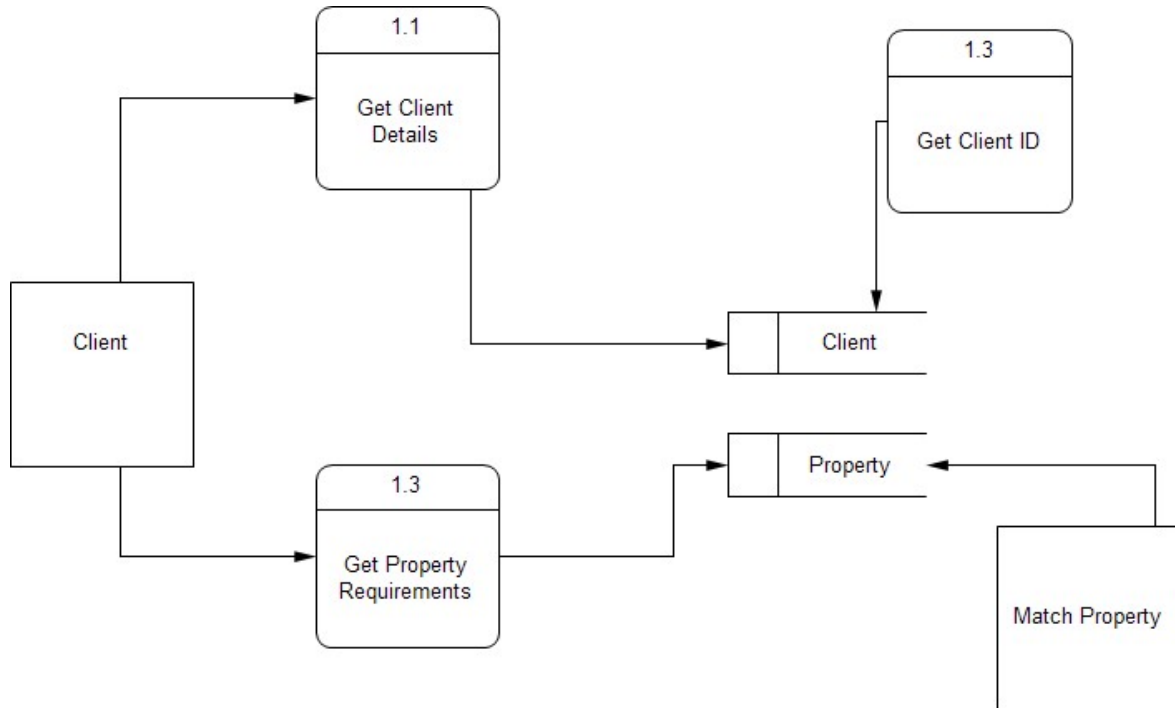 1.1
Get Client
Details
1.3
Get Client ID
Client
Client
Property
1.3
Get Property
Requirements
Match Property